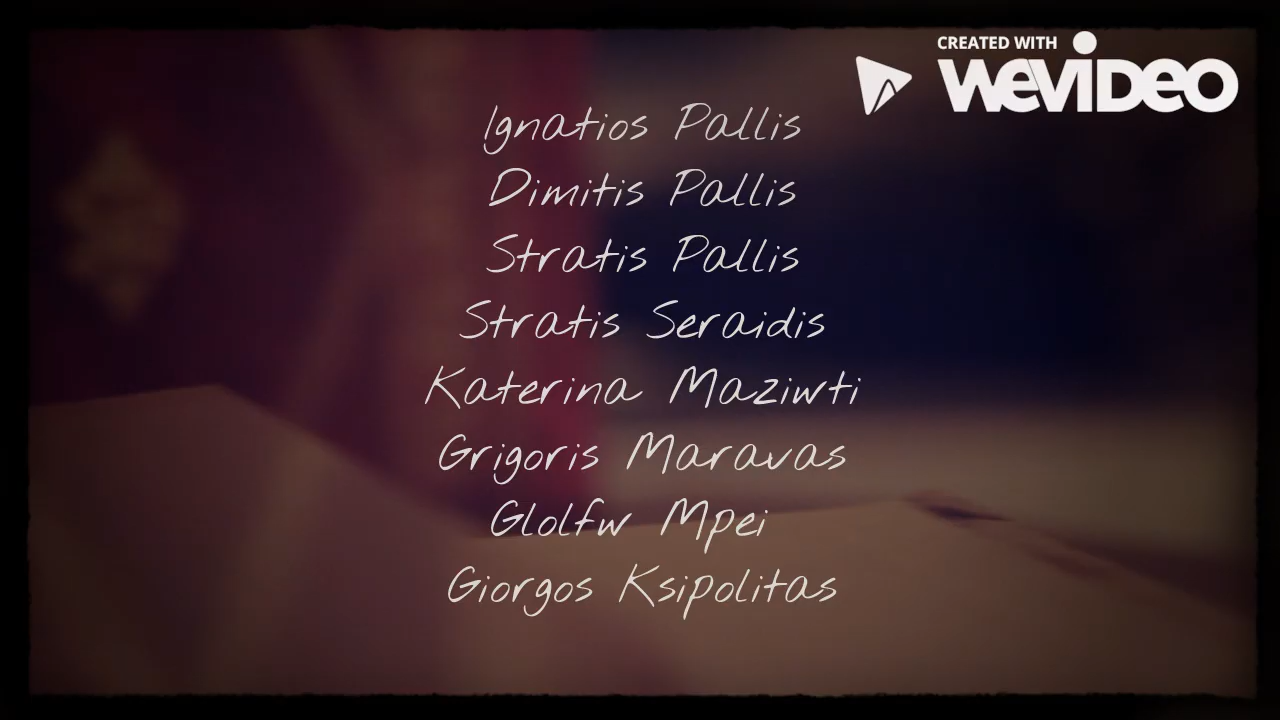 CREATED WITH
WEVIDEO
Ignatios Pallis
Dimitis Pallis
Stratis Pallis
Stratis Seraidis
Katerina Maziwti
Grigoris Maravas
Glolfw Mpei
Giorgos Ksipolitas